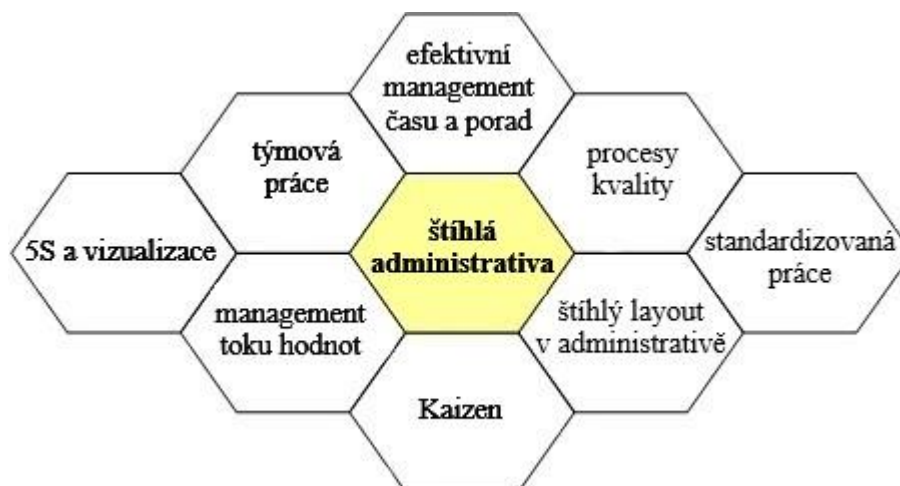 efektivní
management
času a porad
týmová
práce
procesy
kvality
5S a vizualizace
štíhlá
administrativa
standardizovaná
práce
management
toku hodnot
štíhlý layout
v administrativě
Kaizen